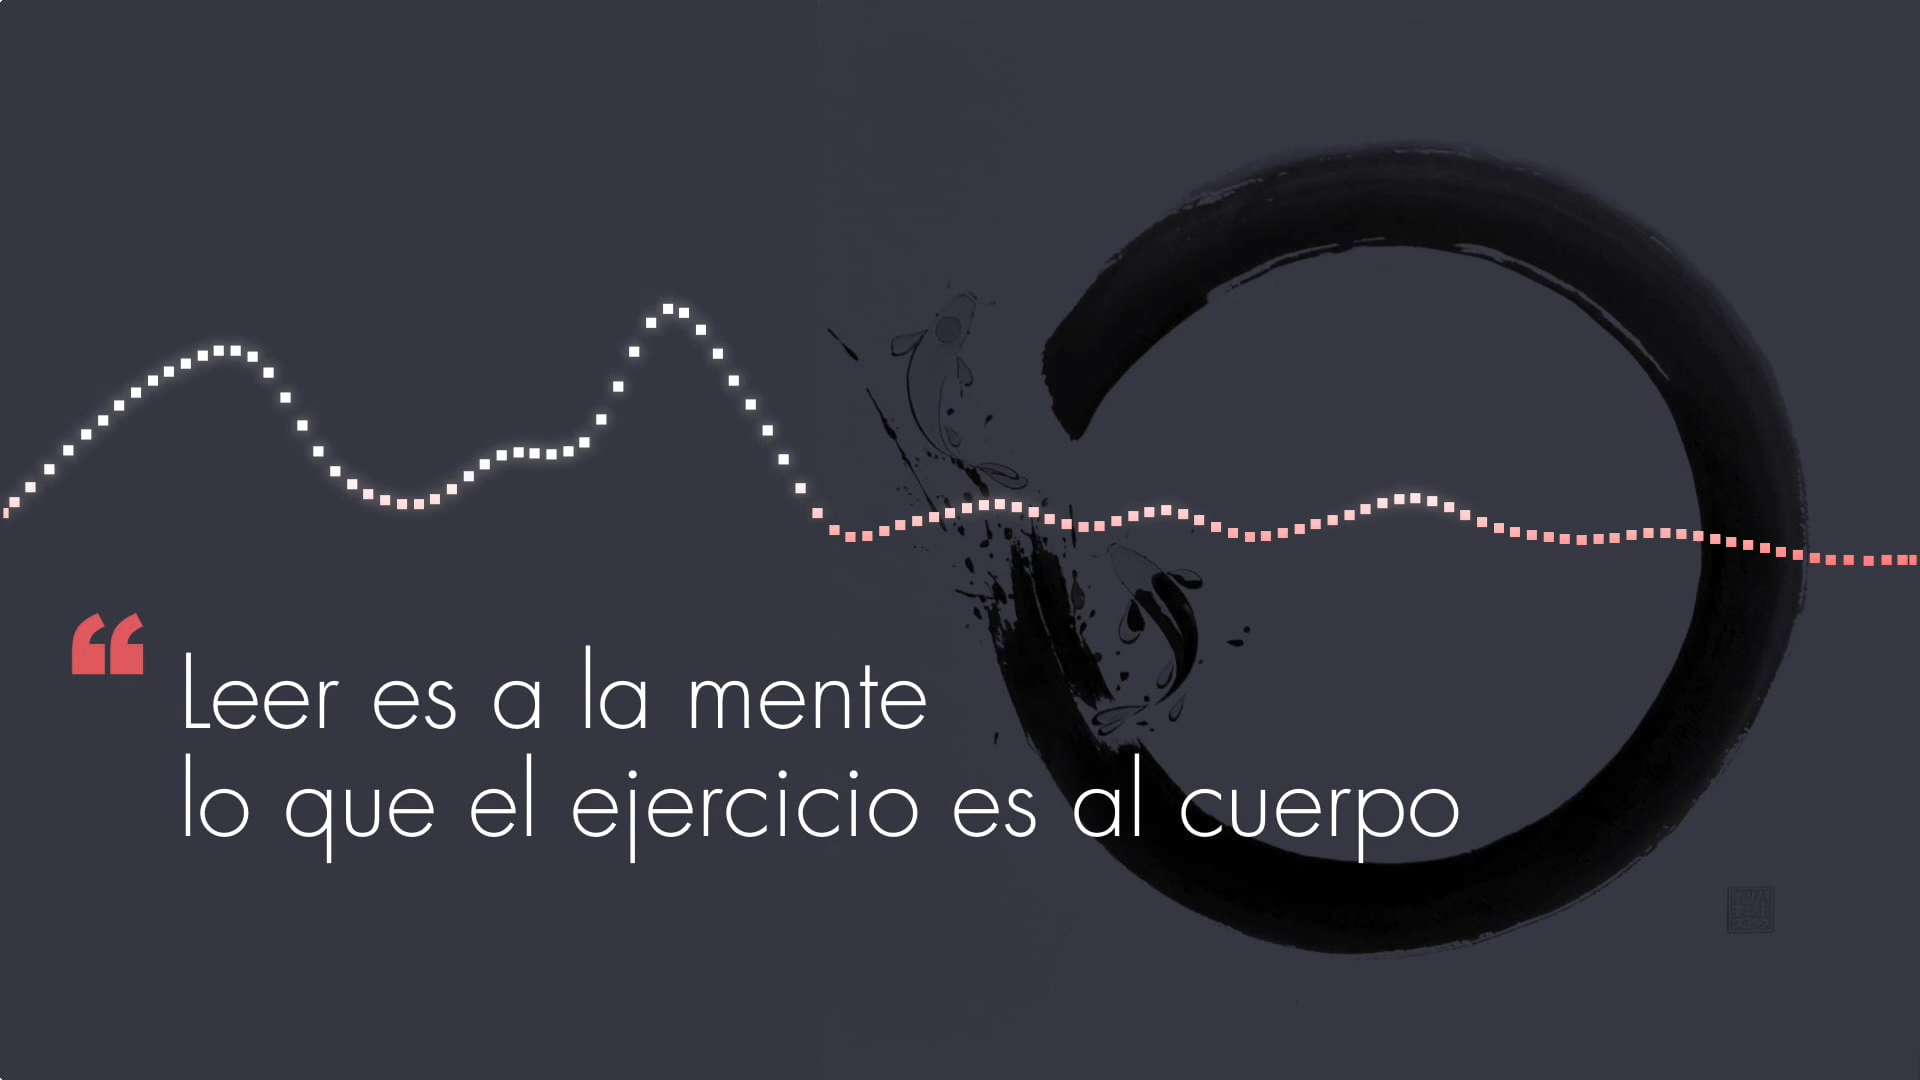 “ Leer es a la mente
lo que el ejercicio es al cuerpo